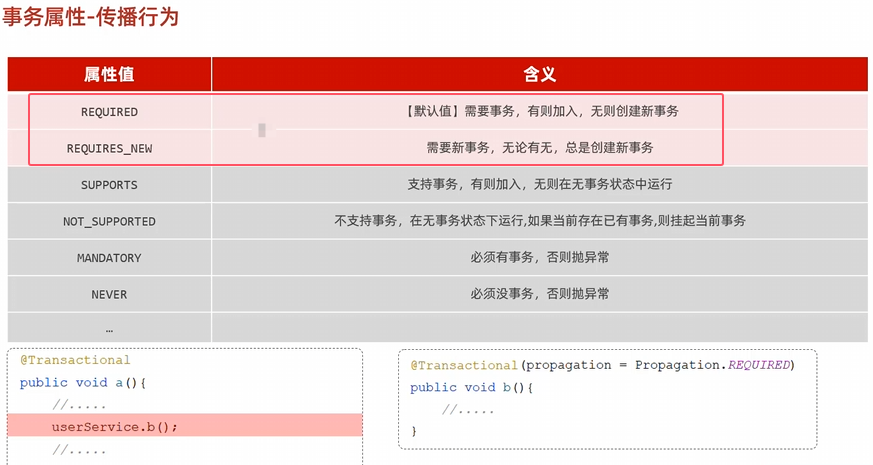 事务属性-传播行为
属性值 含义
REQUIRED 【默认值】需要事务，有则加入，无则创建新事务
REQUIRES_NEW 需要新事务，无论有无，总是创建新事务
SUPPORTS 支持事务，有则加入，无则在无事务状态中运行
NOT_SUPPORTED 不支持事务，在无事务状态下运行,如果当前存在已有事务,则挂起当前事务
MANDATORY 必须有事务，否则抛异常
NEVER 必须没事务，否则抛异常
…
@Transactional
public void a(){
//.....
userService.b();
//.....
@Transactional(propagation = Propagation.REQUIRED)
public void b(){
//.....
}